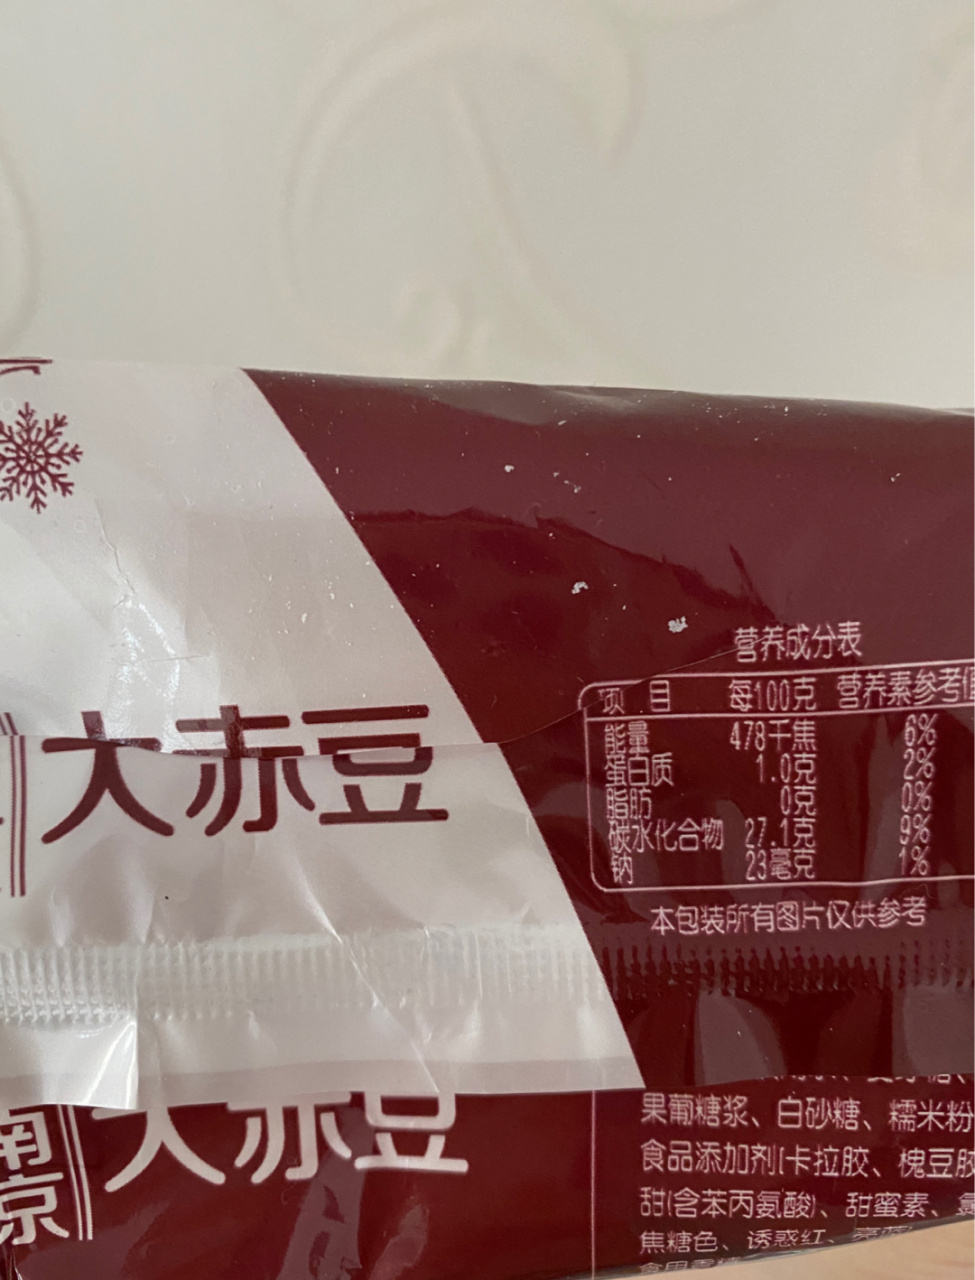 大赤豆
营养成分表
项 目 每100克 营养素参考
能量 478千焦 6%
蛋白质 1.0克 2%
脂肪 0克 0%
碳水化合物 27.1克 9%
钠 23毫克 1%
本包装所有图片仅供参考
南京
大赤豆
果葡糖浆、白砂糖、糯米粉
食品添加剂(卡拉胶、槐豆胶
甜(含苯丙氨酸)、甜蜜素、
焦糖色、诱惑红、